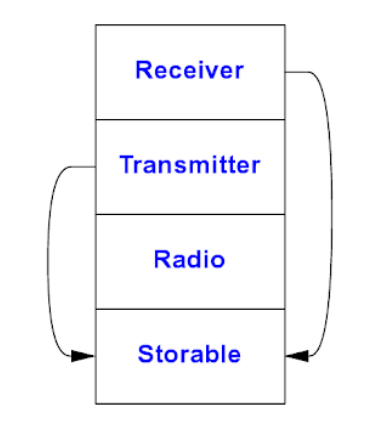 Receiver
Transmitter
Radio
Storable